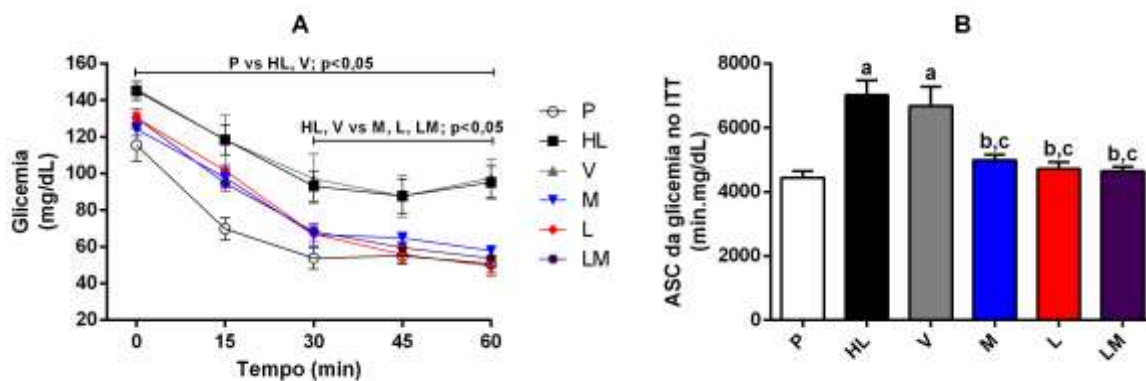 A
P vs HL, V; p<0,05
HL, V vs M, L, LM; p<0,05
Glicemia
(mg/dL)
160
140
120
100
80
60
40
20
0
15
30
45
60
Tempo (min)
P
HL
V
M
L
LM
B
ASC da glicemia no ITT
(min.mg/dL)
8000
6000
4000
2000
0
a
a
b,c
b,c
b,c
P
HL
V
M
L
LM